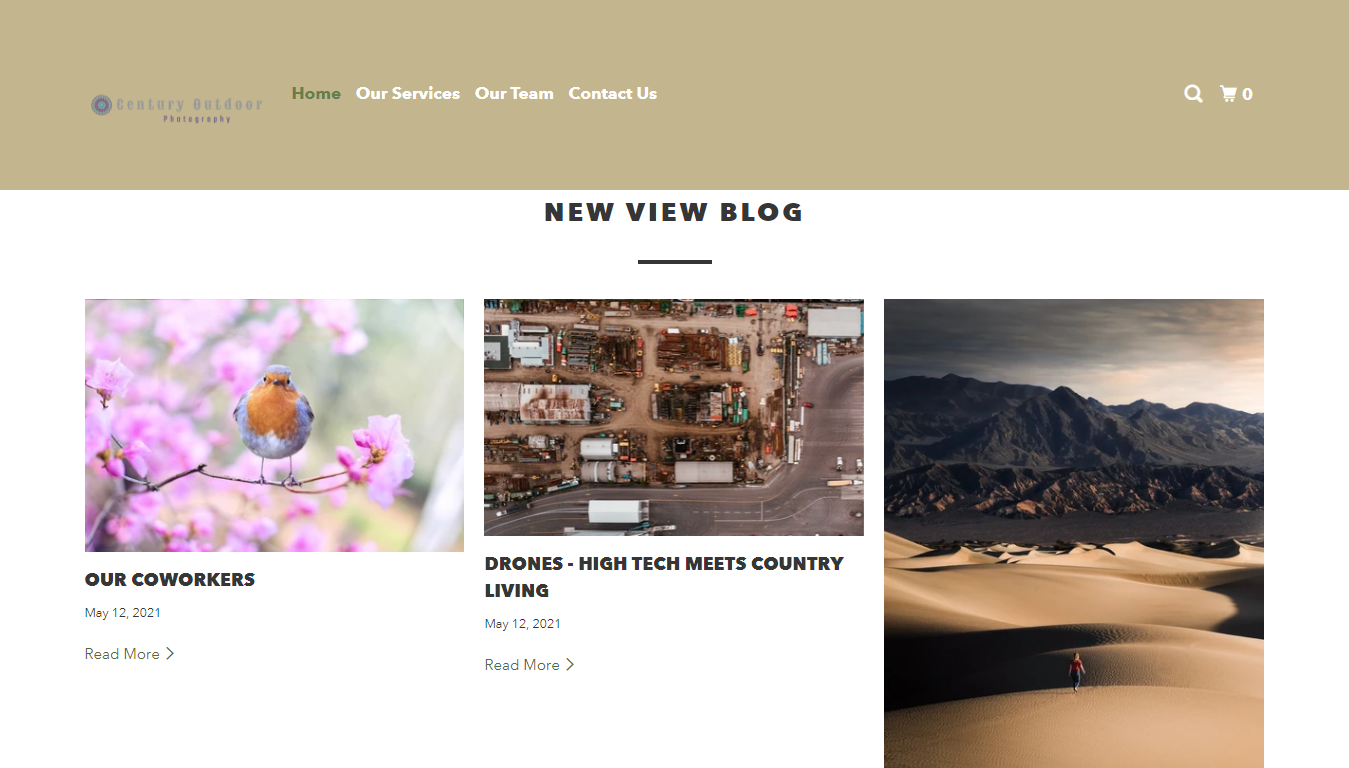 Century Outdoor
Photography
Home Our Services Our Team Contact Us
0
NEW VIEW BLOG
OUR COWORKERS
May 12, 2021
Read More
DRONES - HIGH TECH MEETS COUNTRY
LIVING
May 12, 2021
Read More